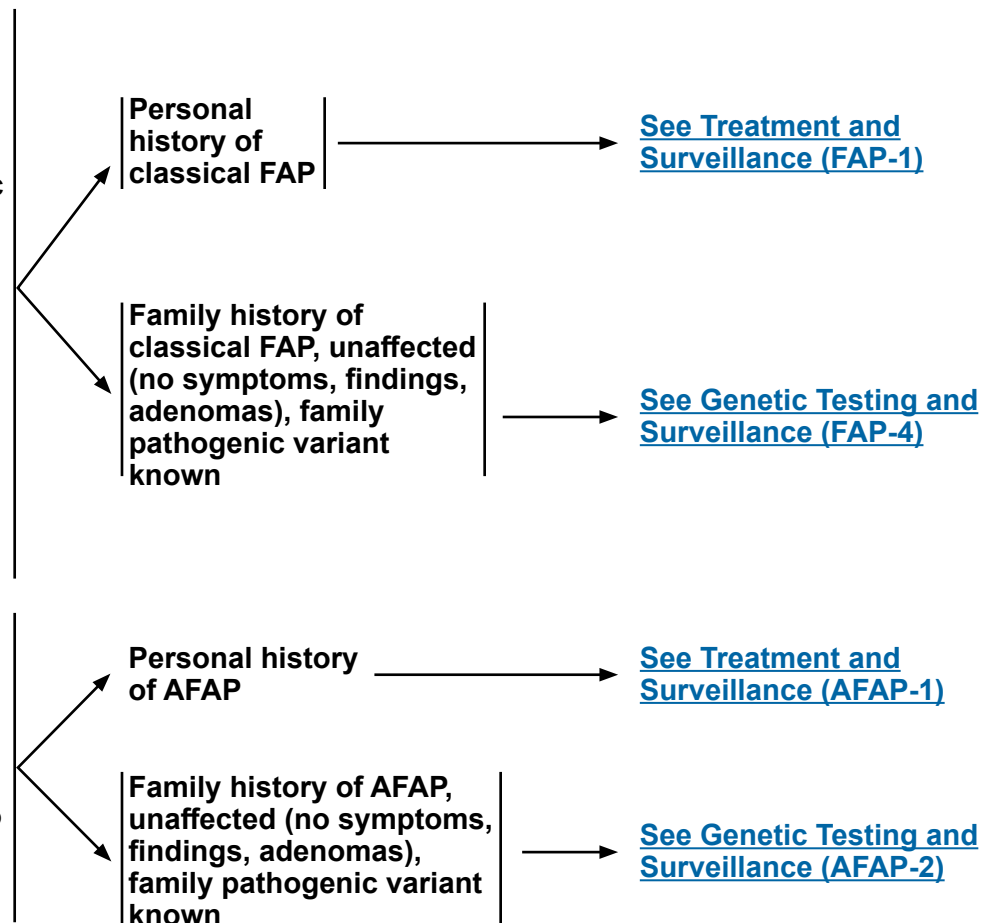 Personal
history of
classical FAP
See Treatment and
Surveillance (FAP-1)
Family history of
classical FAP, unaffected
(no symptoms, findings,
adenomas), family
pathogenic variant
known
See Genetic Testing and
Surveillance (FAP-4)
Personal history
of AFAP
See Treatment and
Surveillance (AFAP-1)
Family history of AFAP,
unaffected (no symptoms,
findings, adenomas),
family pathogenic variant
known
See Genetic Testing and
Surveillance (AFAP-2)